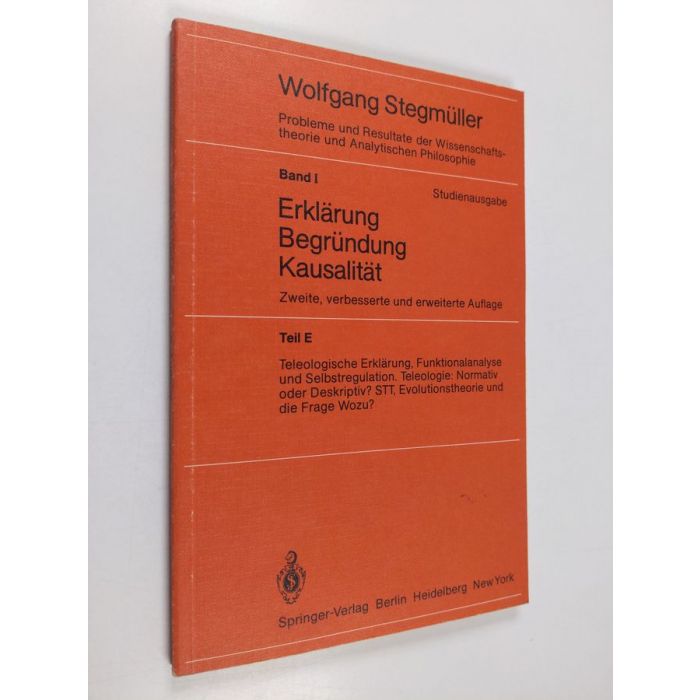 Wolfgang Stegmüller
Probleme und Resultate der Wissenschafts-
theorie und Analytischen Philosophie
Band I
Studienausgabe
Erklärung
Begründung
Kausalität
Zweite, verbesserte und erweiterte Auflage
Teil E
Teleologische Erklärung, Funktionalanalyse
und Selbstregulation. Teleologie: Normativ
oder Deskriptiv? STT, Evolutionstheorie und
die Frage Wozu?
Springer-Verlag Berlin Heidelberg New York